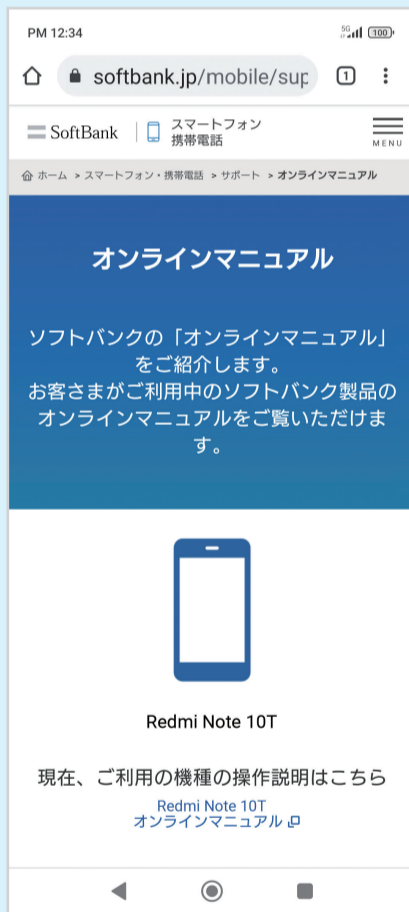 PM 12:34
5G
100
softbank.jp/mobile/sup
1
SoftBank
スマートフォン
携帯電話
MENU
ホーム > スマートフォン・携帯電話 > サポート > オンラインマニュアル
オンラインマニュアル
ソフトバンクの「オンラインマニュアル」
をご紹介します。
お客さまがご利用中のソフトバンク製品の
オンラインマニュアルをご覧いただけま
す。
Redmi Note 10T
現在、ご利用の機種の操作説明はこちら
Redmi Note 10T
オンラインマニュアル